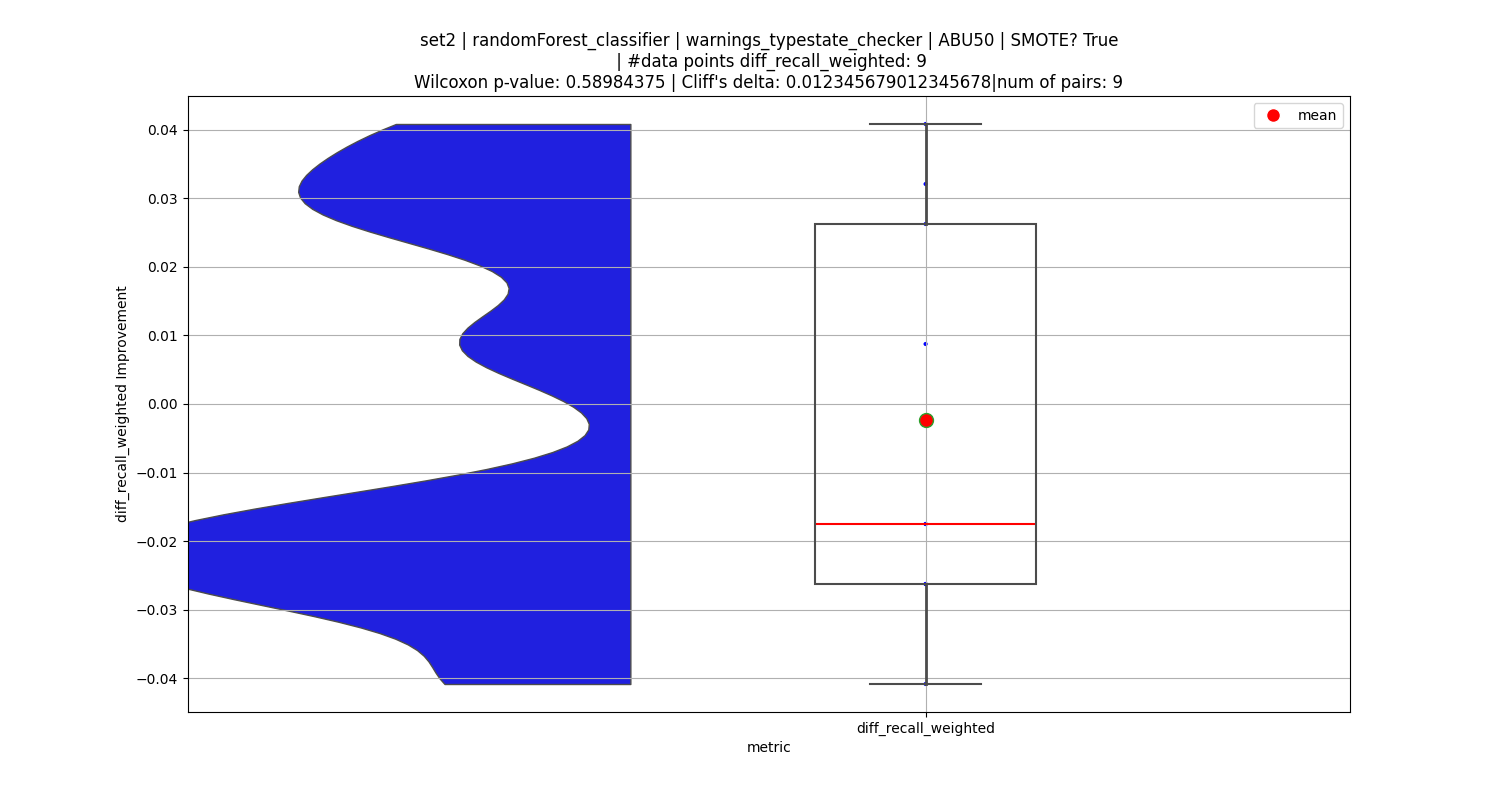 set2 | randomForest_classifier | warnings_typestate_checker | ABU50 | SMOTE? True
| #data points diff_recall_weighted: 9
Wilcoxon p-value: 0.58984375 | Cliff's delta: 0.012345679012345678|num of pairs: 9
mean
0.04
0.03
0.02
0.01
0.00
−0.01
−0.02
−0.03
−0.04
diff_recall_weighted Improvement
diff_recall_weighted
metric